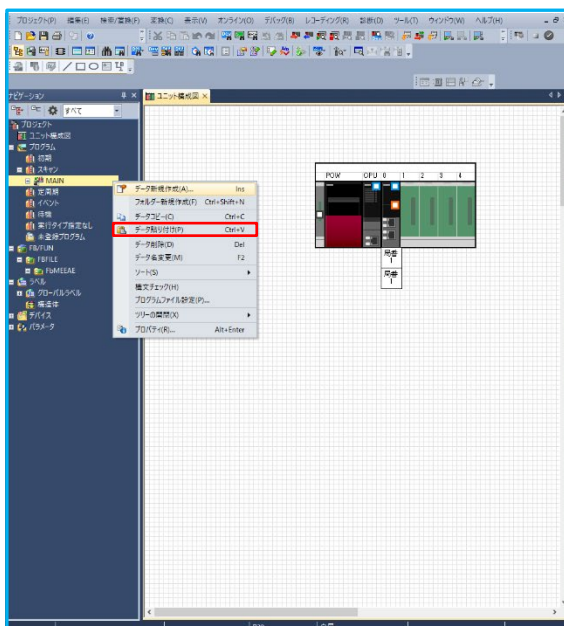 プロジェクト(P) 編集(E) 検索/置換(F) 変換(C) 表示(V) オンライン(O) デバッグ(B) レコーディング(R) 診断(D) ツール(T) ウィンドウ(W) ヘルプ(H)
ナビゲーション
ユニット構成図
すべて
プロジェクト
ユニット構成図
プログラム
初期
スキャン
MAIN
定周期
イベント
待機
実行タイプ指定なし
未登録プログラム
FB/FUN
FBFILE
FbMEEAE
ラベル
グローバルラベル
構造体
デバイス
パラメータ
データ新規作成(A)... Ins
フォルダー新規作成(F) Ctrl+Shift+N
データコピー(C) Ctrl+C
データ貼り付け(P) Ctrl+V
データ削除(D) Del
データ名変更(M) F2
ソート(S)
構文チェック(H)
プログラムファイル設定(P)...
ツリーの開閉(X)
プロパティ(R)... Alt+Enter
POW CPU 0 1 2 3 4
局番
1
局番
1